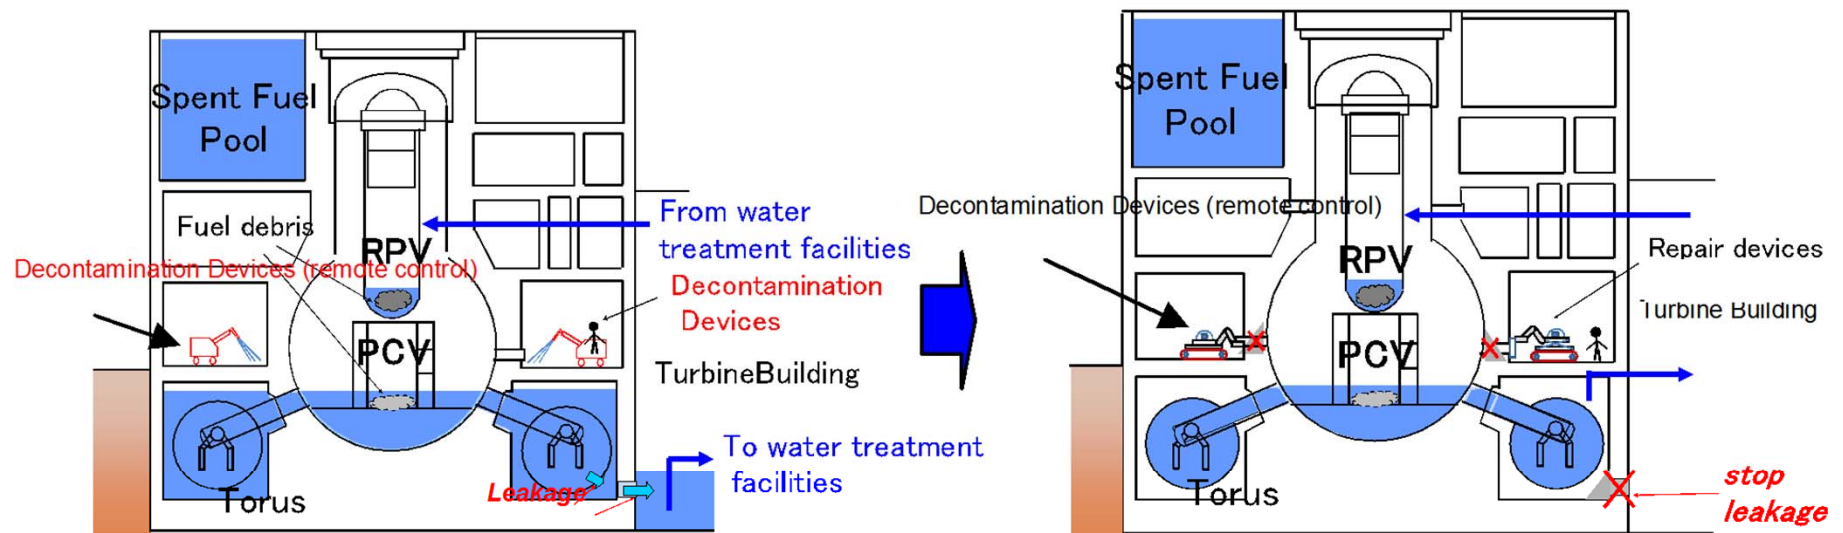 Spent Fuel
Pool
Fuel debris
RPV
Decontamination Devices (remote control)
From water
treatment facilities
Decontamination
Devices
PCV
TurbineBuilding
To water treatment
facilities
Leakage
Torus
Spent Fuel
Pool
Decontamination Devices (remote control)
RPV
Repair devices
Turbine Building
PCV
Torus
stop
leakage